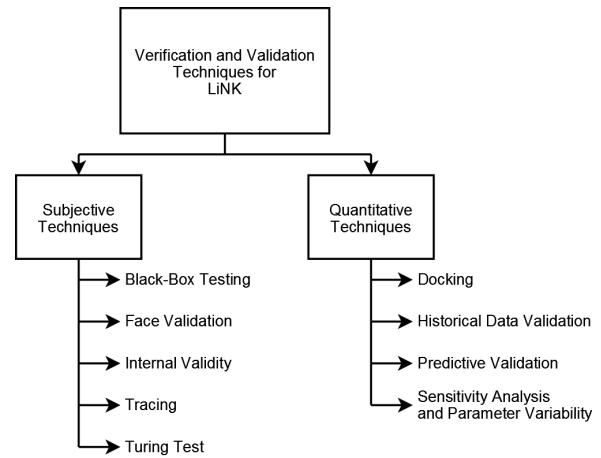 Verification and Validation
Techniques for
LiNK
Subjective
Techniques
Quantitative
Techniques
Black-Box Testing
Face Validation
Internal Validity
Tracing
Turing Test
Docking
Historical Data Validation
Predictive Validation
Sensitivity Analysis
and Parameter Variability